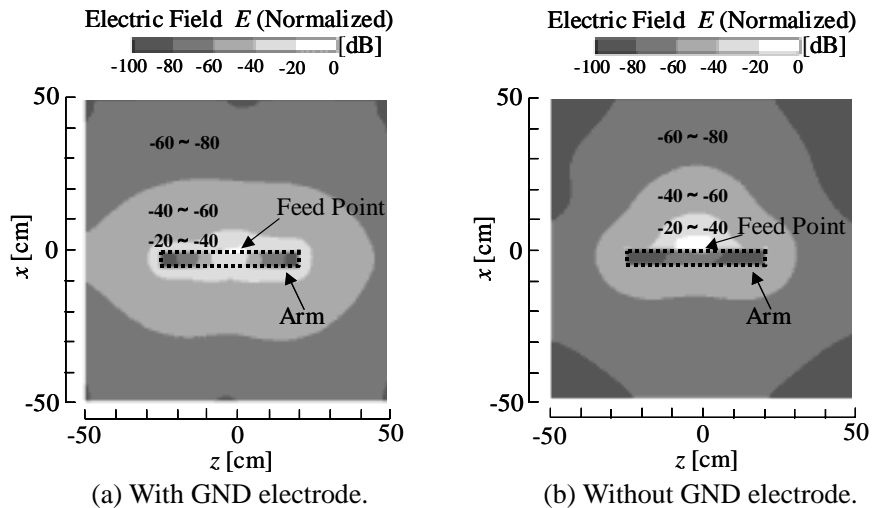 Electric Field E (Normalized)
[dB]
-100 -80 -60 -40 -20 0
50
0
-50
x [cm]
-60 ~ -80
-40 ~ -60
-20 ~ -40
Feed Point
Arm
-50 0 50
z [cm]
(a) With GND electrode.
Electric Field E (Normalized)
[dB]
-100 -80 -60 -40 -20 0
50
0
-50
x [cm]
-60 ~ -80
-40 ~ -60
-20 ~ -40
Feed Point
Arm
-50 0 50
z [cm]
(b) Without GND electrode.